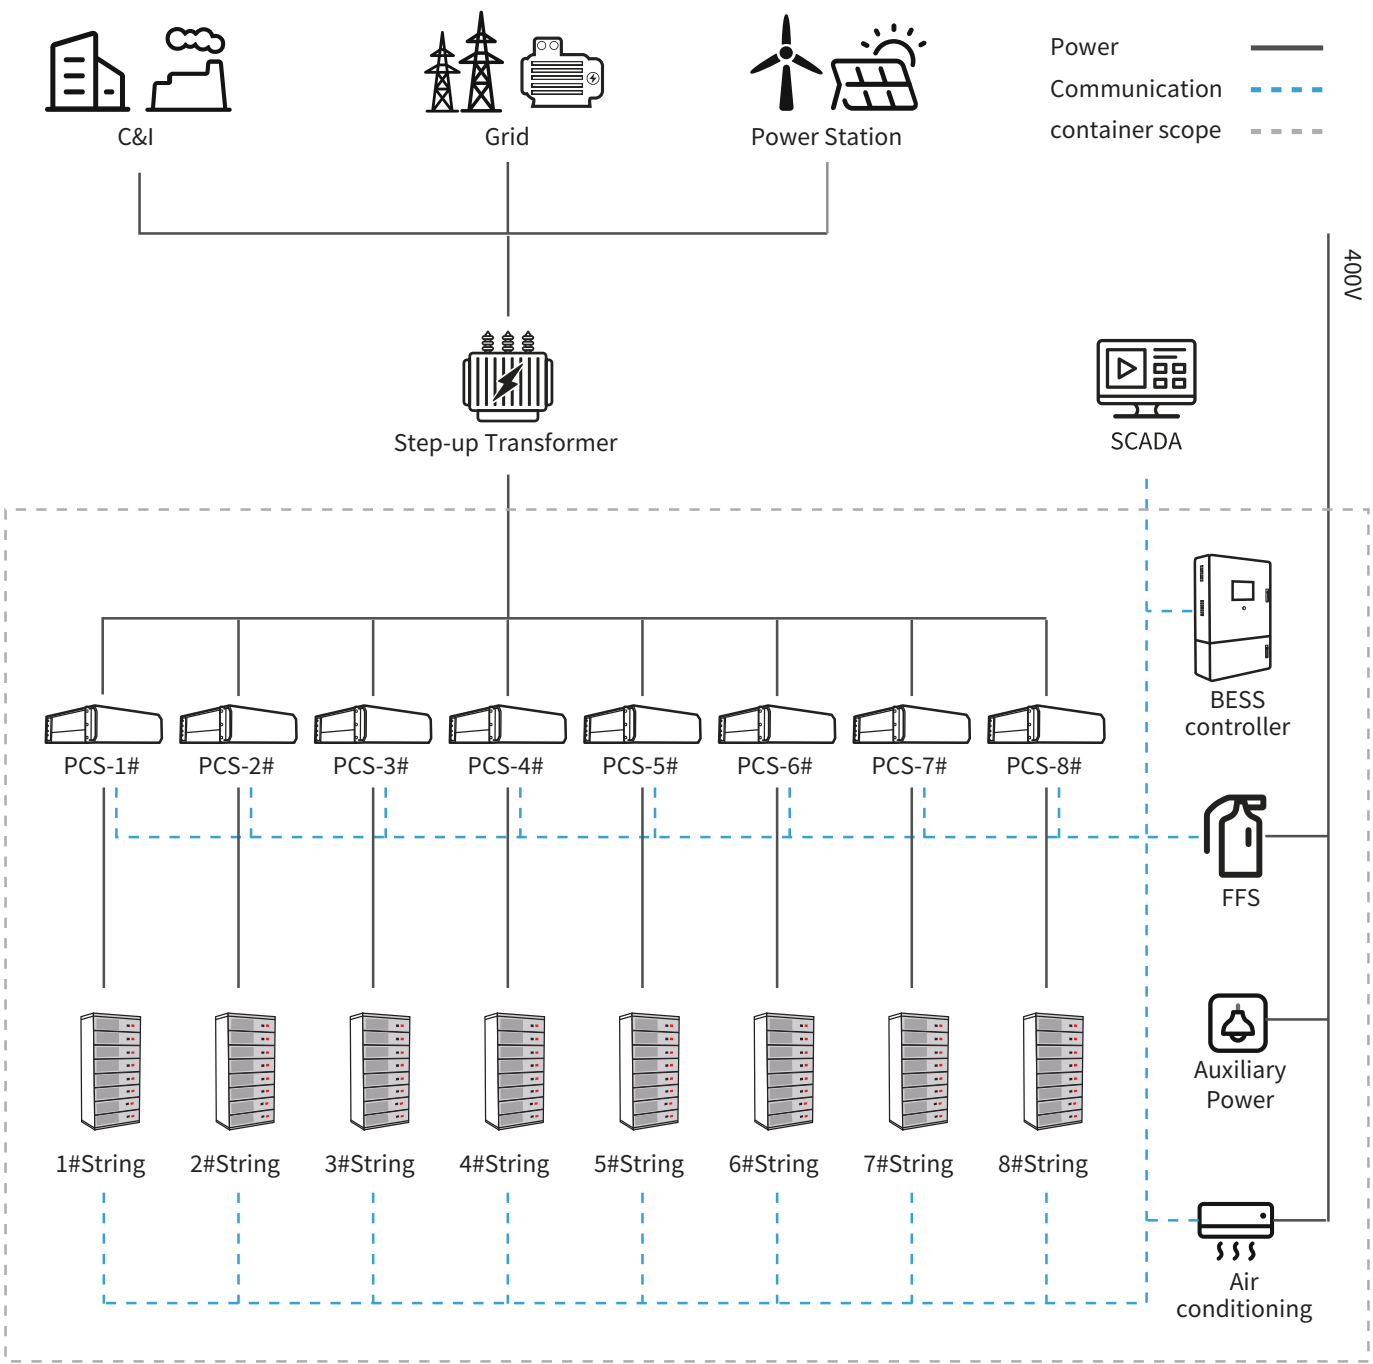 C&I
Grid
Power Station
Power
Communication
container scope
400V
Step-up Transformer
SCADA
BESS
controller
PCS-1#
PCS-2#
PCS-3#
PCS-4#
PCS-5#
PCS-6#
PCS-7#
PCS-8#
FFS
Auxiliary
Power
1#String
2#String
3#String
4#String
5#String
6#String
7#String
8#String
Air
conditioning